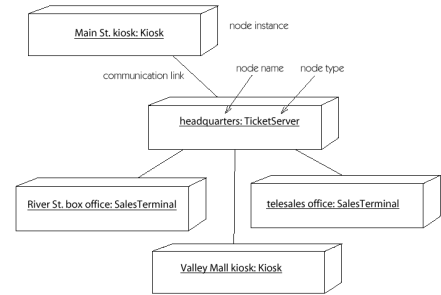 node instance
Main St. kiosk: Kiosk
communication link
node name
node type
headquarters: TicketServer
River St. box office: SalesTerminal
telesales office: SalesTerminal
Valley Mall kiosk: Kiosk